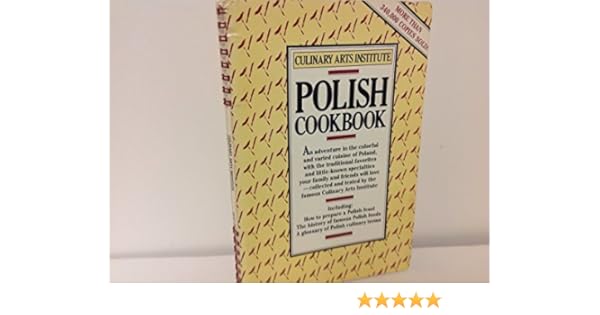 MORE THAN
340,000 COPIES SOLD!
CULINARY ARTS INSTITUTE
POLISH
COOKBOOK
An adventure in the colorful
and varied cuisine of Poland,
with the traditional favorites
and little-known specialties
your family and friends will love
—collected and tested by the
famous Culinary Arts Institute
Including:
How to prepare a Polish feast
The history of famous Polish foods
A glossary of Polish culinary terms